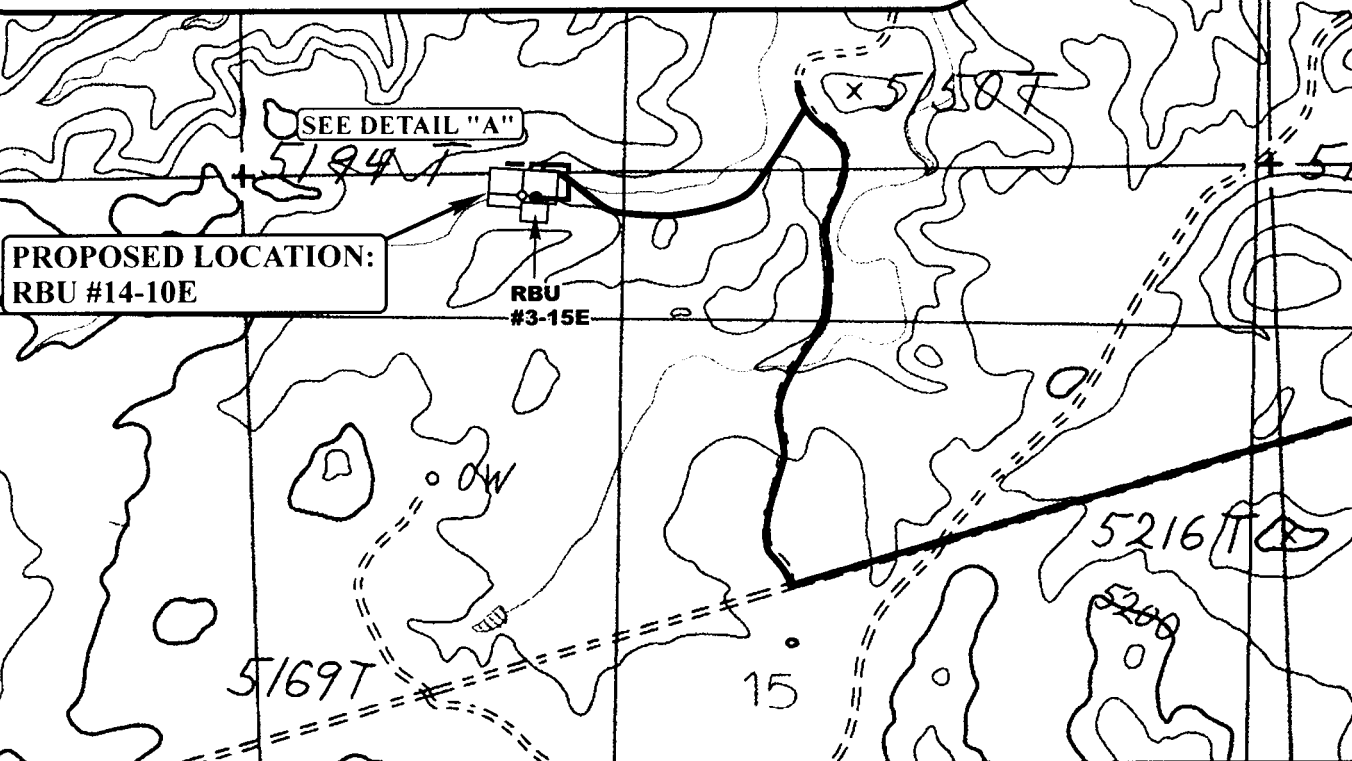 5150T
SEE DETAIL "A"
5194T
PROPOSED LOCATION:
RBU #14-10E
RBU
#3-15E
OW
5216T
5200
5169T
15